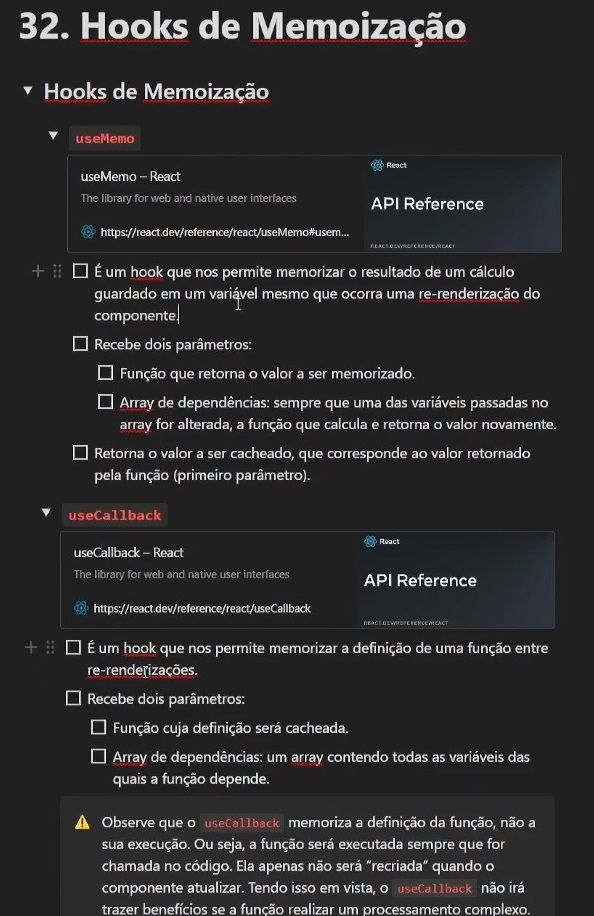 32. Hooks de Memoização
Hooks de Memoização
useMemo
useMemo – React
The library for web and native user interfaces
https://react.dev/reference/react/useMemo#usem...
React
API Reference
REACT.DEV/REFERENCE/REACT
É um hook que nos permite memorizar o resultado de um cálculo
guardado em um variável mesmo que ocorra uma re-renderização do
componente.
Recebe dois parâmetros:
Função que retorna o valor a ser memorizado.
Array de dependências: sempre que uma das variáveis passadas no
array for alterada, a função que calcula e retorna o valor novamente.
Retorna o valor a ser cacheado, que corresponde ao valor retornado
pela função (primeiro parâmetro).
useCallback
useCallback – React
The library for web and native user interfaces
https://react.dev/reference/react/useCallback
React
API Reference
REACT.DEV/REFERENCE/REACT
É um hook que nos permite memorizar a definição de uma função entre
re-renderizações.
Recebe dois parâmetros:
Função cuja definição será cacheada.
Array de dependências: um array contendo todas as variáveis das
quais a função depende.
Observe que o useCallback memoriza a definição da função, não a
sua execução. Ou seja, a função será executada sempre que for
chamada no código. Ela apenas não será "recriada" quando o
componente atualizar. Tendo isso em vista, o useCallback não irá
trazer benefícios se a função realizar um processamento complexo.